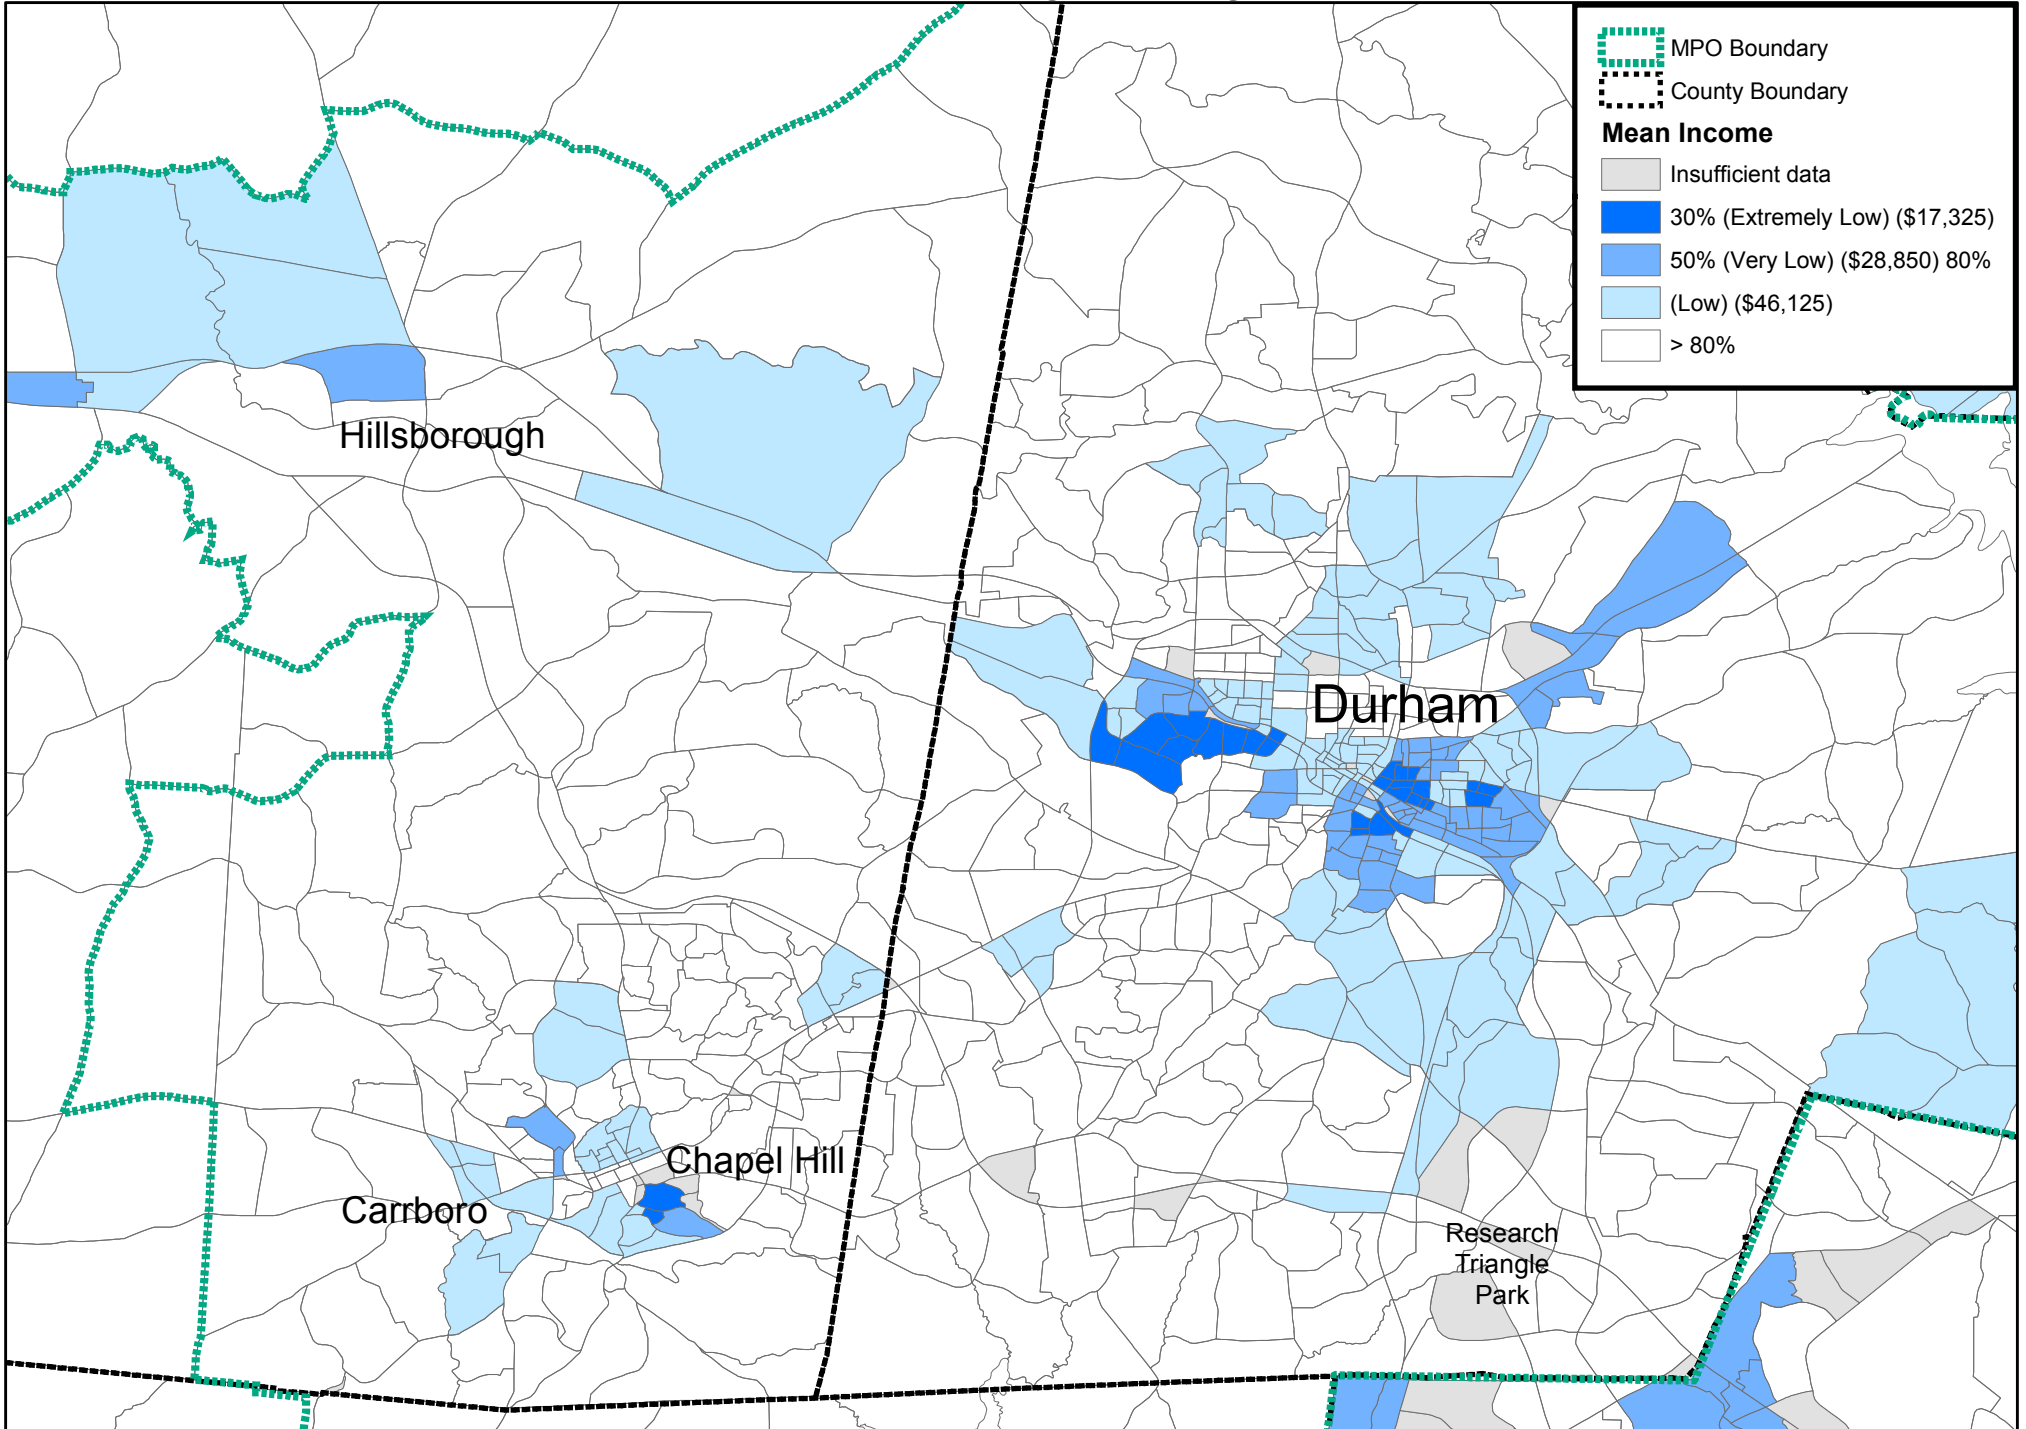 MPO Boundary
County Boundary
Mean Income
Insufficient data
30% (Extremely Low) ($17,325)
50% (Very Low) ($28,850) 80%
(Low) ($46,125)
> 80%
Hillsborough
Durham
Chapel Hill
Carrboro
Research
Triangle
Park